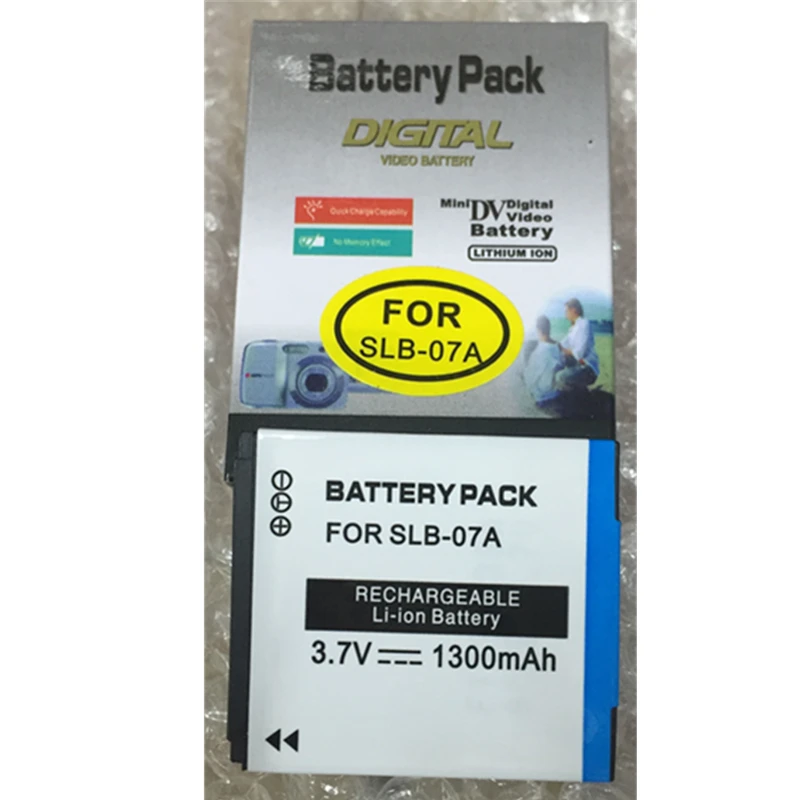 Battery Pack
DIGITAL
VIDEO BATTERY
Quick Charge Capability
No Memory Effect
Mini DV Digital Video
Battery
LITHIUM ION
FOR
SLB-07A
BATTERY PACK
FOR SLB-07A
RECHARGEABLE
Li-ion Battery
3.7V 1300mAh